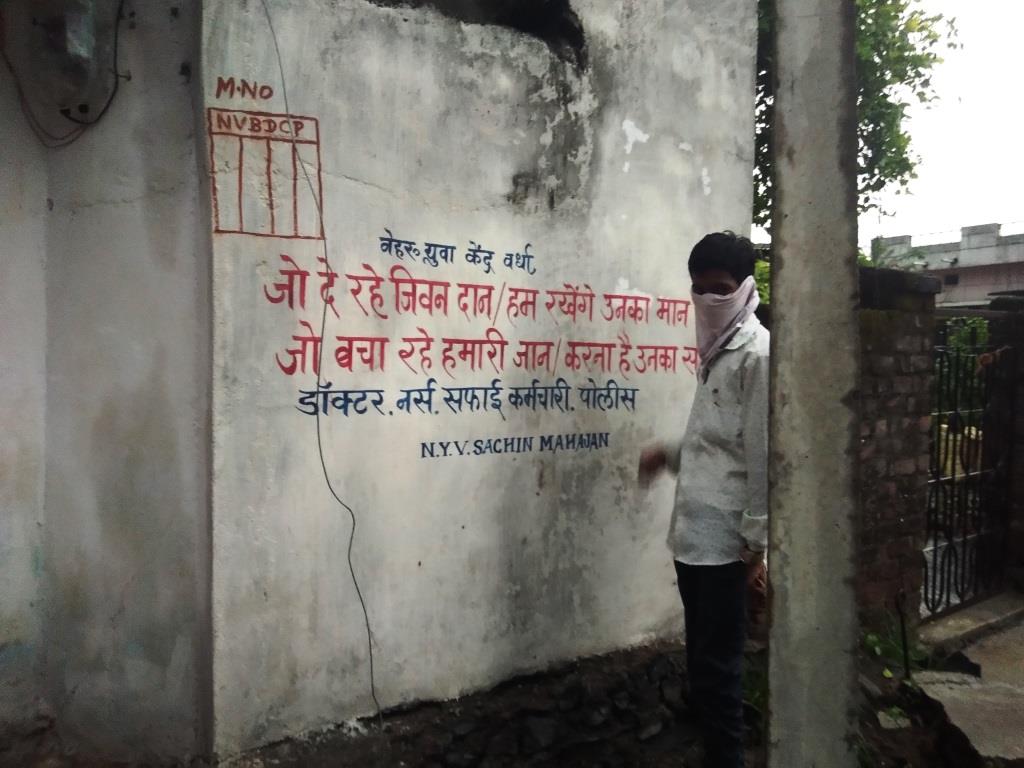 M.NO
NVBDCP
नेहरू युवा केंद्र वर्धा
जो दे रहे जिवन दान/हम रखेंगे उनका मान
जो बचा रहे हमारी जान/करना है उनका
डॉक्टर. नर्स. सफाई कर्मचारी. पोलीस
N.Y.V. SACHIN MAHAJAN